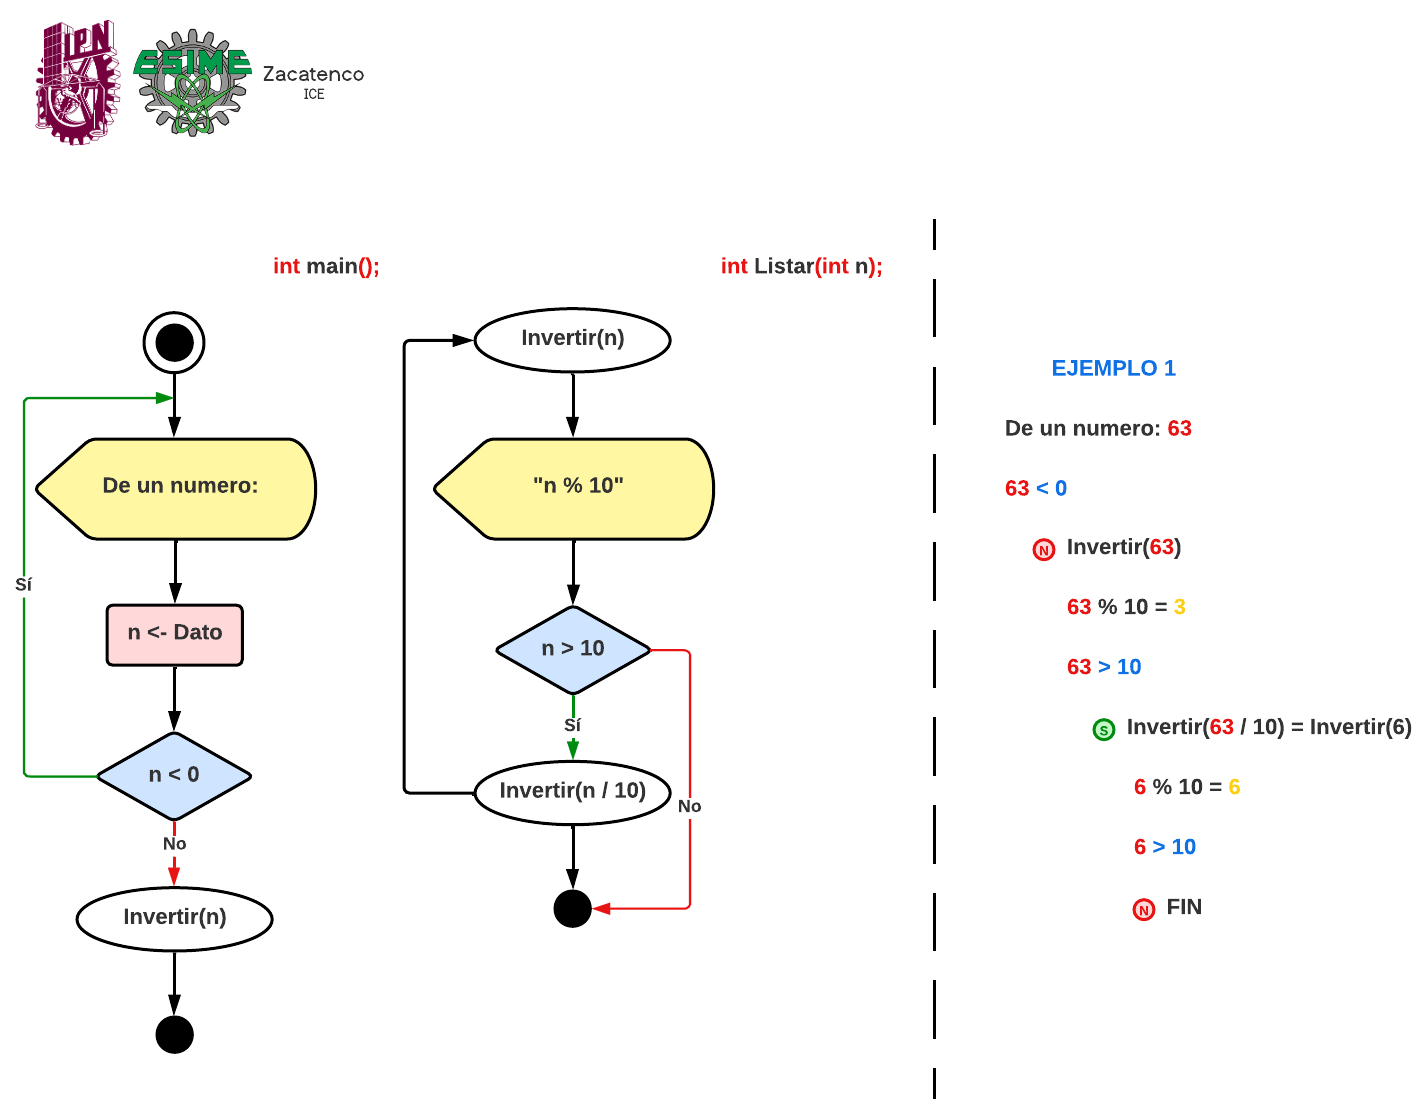 IPN
ESIME
Zacatenco
ICE
int main();
De un numero:
Sí
n <- Dato
n < 0
No
Invertir(n)
int Listar(int n);
Invertir(n)
"n % 10"
n > 10
Sí
Invertir(n / 10)
No
EJEMPLO 1
De un numero: 63
63 < 0
N Invertir(63)
63 % 10 = 3
63 > 10
S Invertir(63 / 10) = Invertir(6)
6 % 10 = 6
6 > 10
N FIN